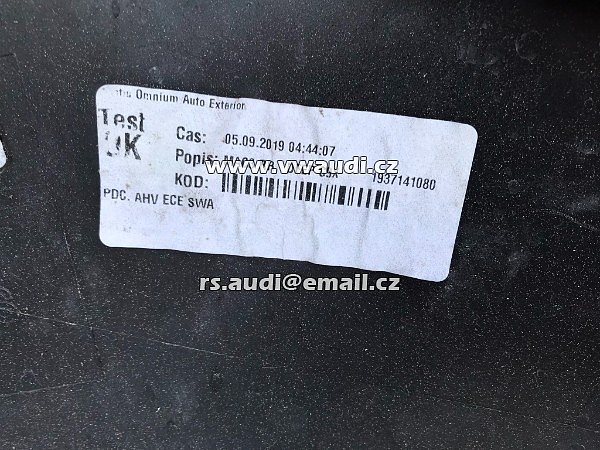 Omnium Auto Exterior
Test OK
Cas: 05.09.2019 04:44:07
Popis:
www.vwaudi.cz
KOD: 1937141080
PDC. AHV ECE SWA
rs.audi@email.cz